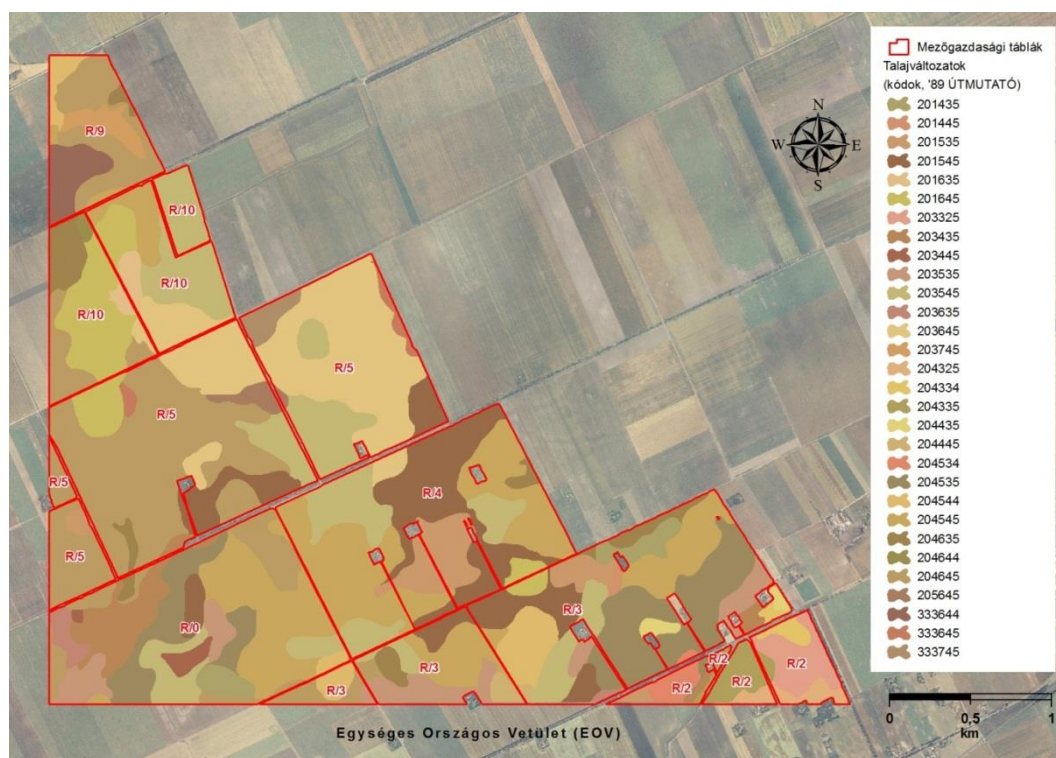 Mezőgazdasági táblák
Talajváltozatok
(kódok, '89 ÚTMUTATÓ)
201435
201445
201535
201545
201635
201645
203325
203435
203445
203535
203545
203635
203645
203745
204325
204334
204335
204435
204445
204534
204535
204544
204545
204635
204644
204645
205645
333644
333645
333745
N
W E
S
R/9
R/10
R/10
R/10
R/5
R/5
R/5
R/4
R/5
R/3
R/0
R/2
R/3
R/2
R/3
R/2
0 0,5 1
km
Egységes Országos Vetület (EOV)